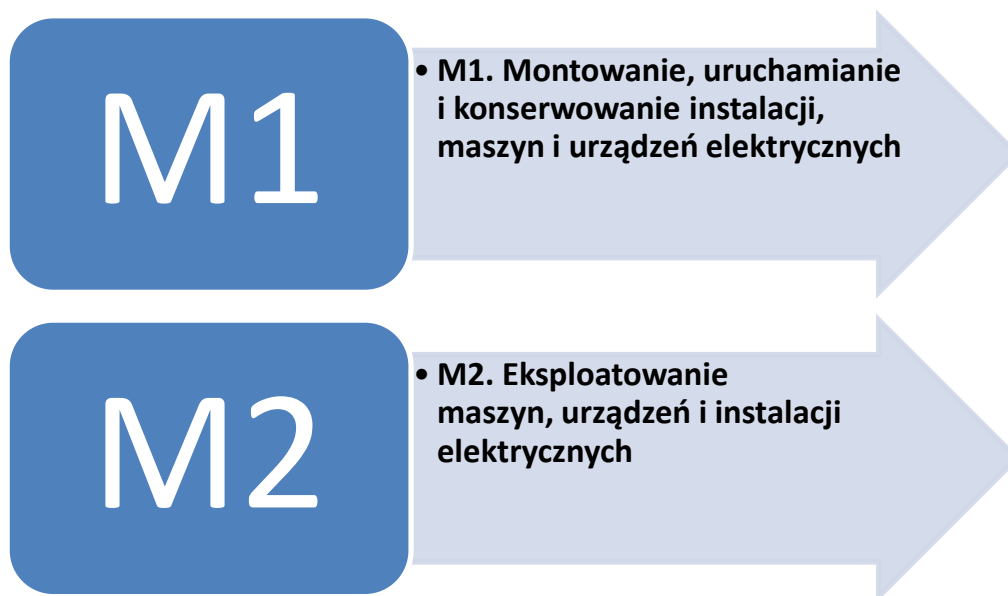 M1
• M1. Montowanie, uruchamianie
i konserwowanie instalacji,
maszyn i urządzeń elektrycznych
M2
• M2. Eksploatowanie
maszyn, urządzeń i instalacji
elektrycznych